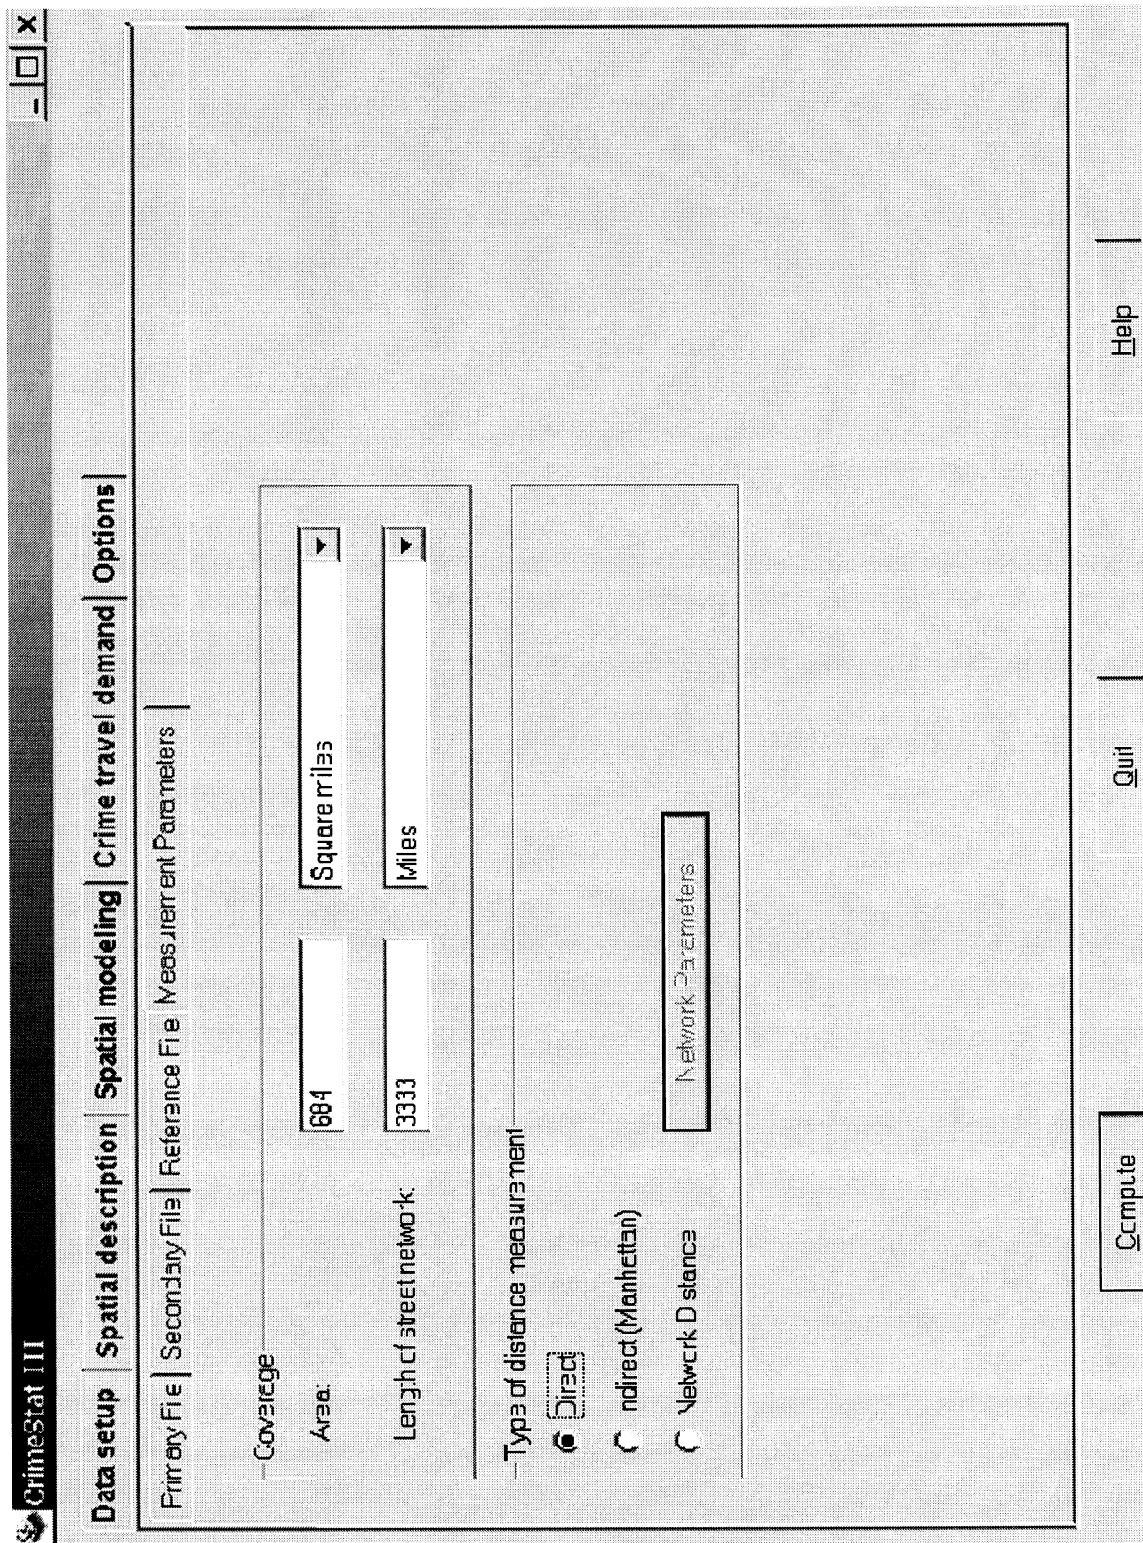 CrimeStat III
Data setup Spatial description Spatial modeling Crime travel demand Options
Primary File Secondary File Reference File Measurement Parameters
Coverage
Area: 684 Square miles
Length of street network: 3333 Miles
Type of distance measurement
Direct
Indirect (Manhattan)
Network Distance Network Parameters
Compute Quit Help